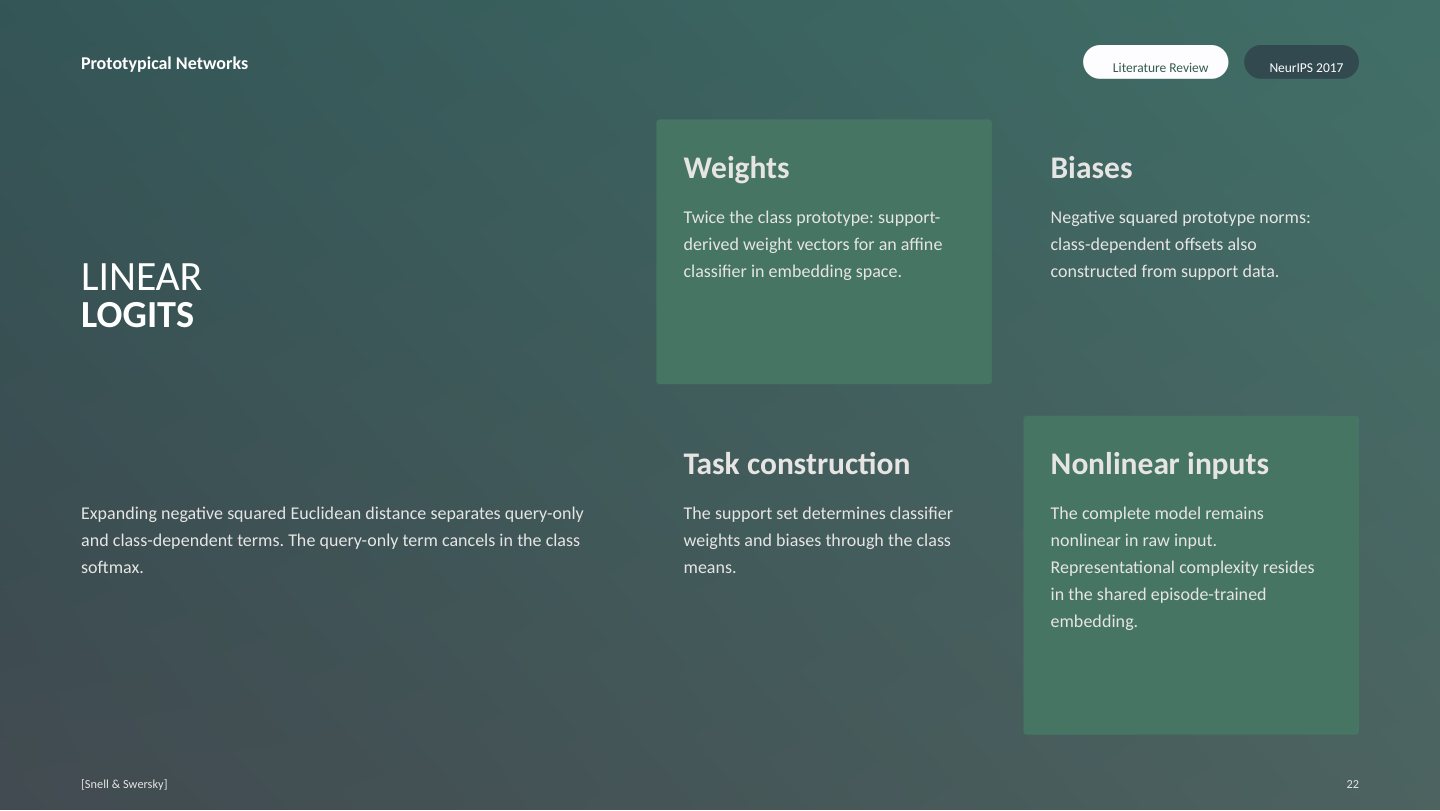 Prototypical Networks
Literature Review
NeurIPS 2017
LINEAR
LOGITS
Expanding negative squared Euclidean distance separates query-only
and class-dependent terms. The query-only term cancels in the class
softmax.
Weights
Twice the class prototype: support-
derived weight vectors for an affine
classifier in embedding space.
Biases
Negative squared prototype norms:
class-dependent offsets also
constructed from support data.
Task construction
The support set determines classifier
weights and biases through the class
means.
Nonlinear inputs
The complete model remains
nonlinear in raw input.
Representational complexity resides
in the shared episode-trained
embedding.
[Snell & Swersky]
22